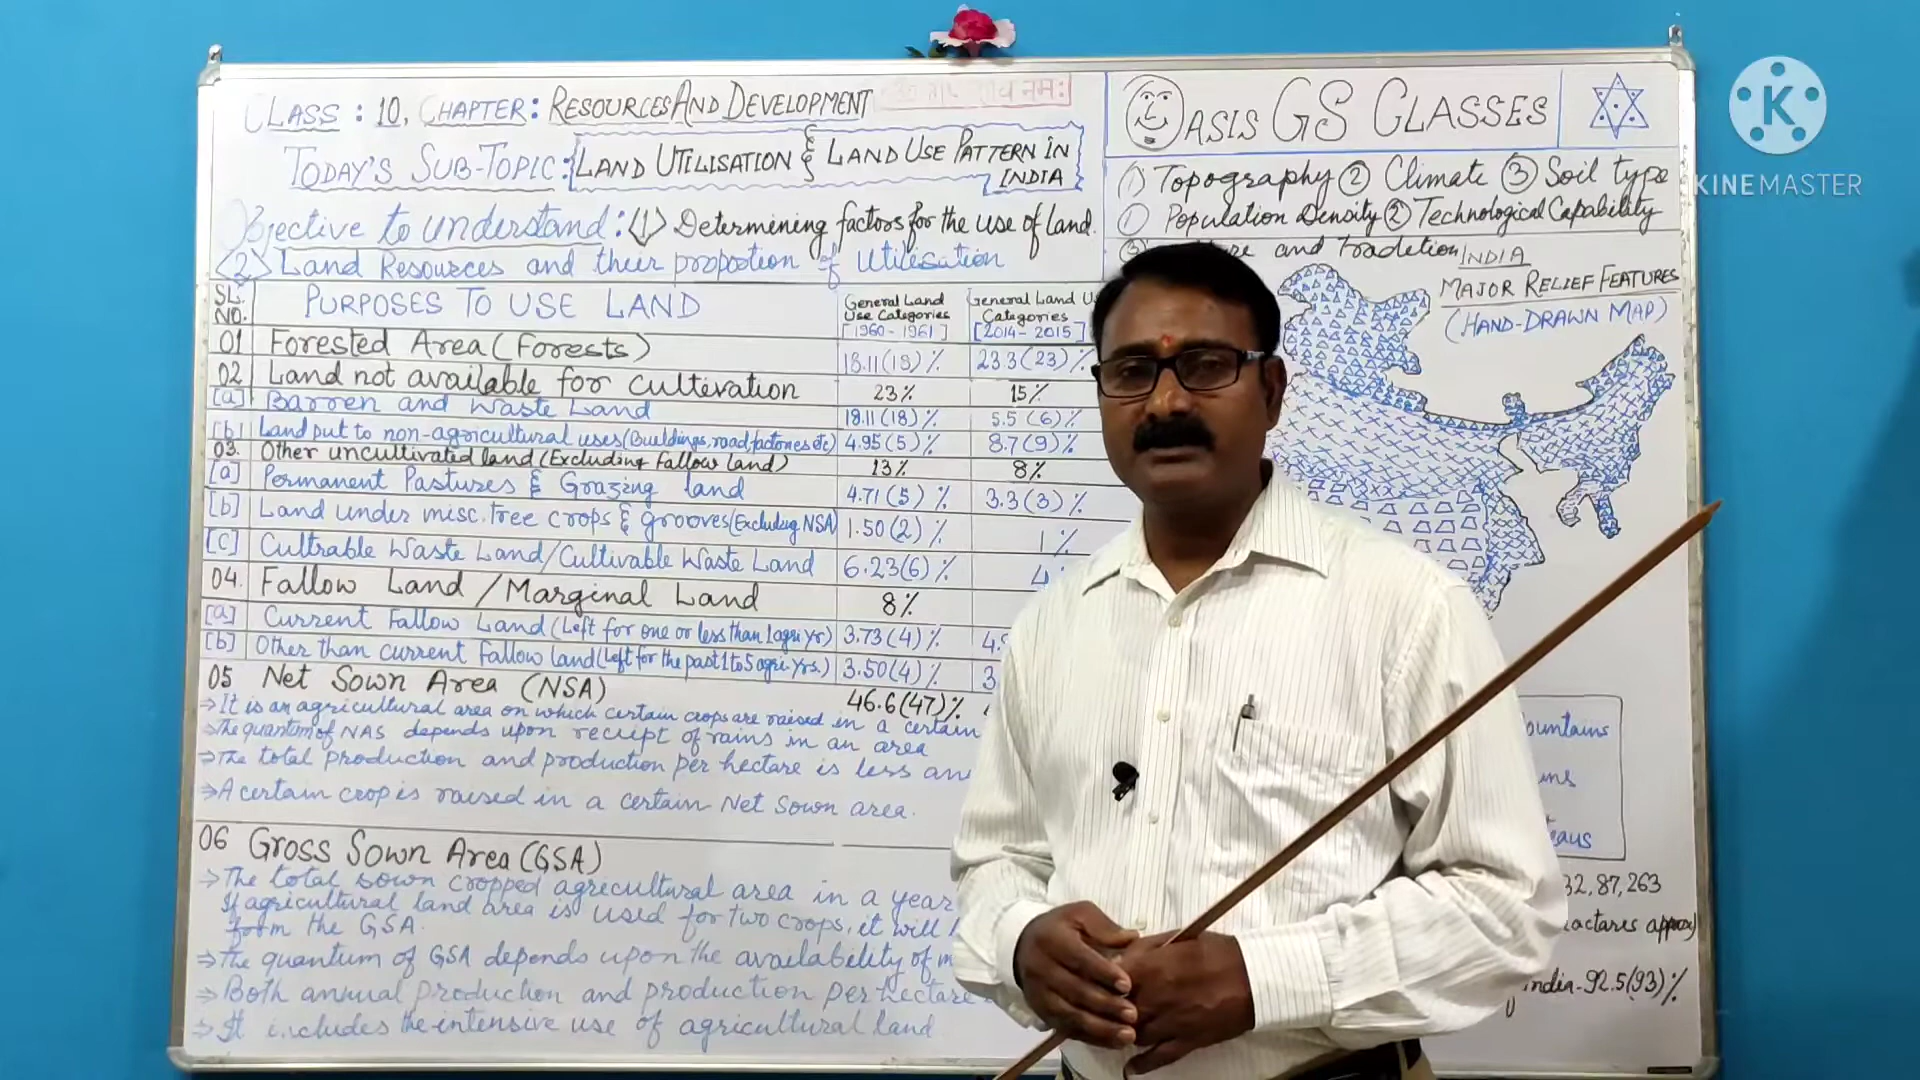 CLASS : 10, CHAPTER : RESOURCES AND DEVELOPMENT
TODAY'S SUB-TOPIC : LAND UTILISATION & LAND USE PATTERN IN INDIA
Objective to understand : <1> Determining factors for the use of land.
<2> Land Resources and their proportion of Utilisation
SL. NO. PURPOSES TO USE LAND General Land Use Categories [1960-1961] General Land U Categories [2014-2015]
01 Forested Area (Forests) 18.11(18) % 23.3(23) %
02 Land not available for cultivation 23% 15%
[a] Barren and Waste Land 18.11(18) % 5.5 (6) %
[b] Land put to non-agricultural uses (Buildings, road, factories etc) 4.95(5) % 8.7(9) %
03. Other uncultivated land (Excluding fallow land) 13% 8%
[a] Permanent Pastures & Grazing land 4.71(5) % 3.3(3) %
[b] Land under misc. tree crops & grooves (Excluding NSA) 1.50(2) % 1 %
[C] Cultrable Waste Land/Cultivable Waste Land 6.23(6) % 4
04. Fallow Land / Marginal Land 8%
[a] Current Fallow Land (Left for one or less than 1 agri yr) 3.73(4) % 4.
[b] Other than current fallow land (Left for the past 1 to 5 agri. yrs.) 3.50(4) % 3
05 Net Sown Area (NSA) 46.6(47) %
⇒ It is an agricultural area on which certain crops are raised in a certain
⇒ The quantum of NAS depends upon receipt of rains in an area
⇒ The total production and production per hectare is less an
⇒ A certain crop is raised in a certain Net Sown area.
06 Gross Sown Area (GSA)
⇒ The total sown cropped agricultural area in a year
If agricultural land area is used for two crops, it will
form the GSA.
⇒ The quantum of GSA depends upon the availability of m
⇒ Both annual production and production per hectare
⇒ It includes the intensive use of agricultural land
OASIS GS CLASSES
① Topography ② Climate ③ Soil type
① Population Density ② Technological Capability
and tradetion
INDIA
MAJOR RELIEF FEATURES
(HAND-DRAWN MAP)
ountains
ins
eaus
32,87,263
approx)
india-92.5(93) %
K
KINEMASTER